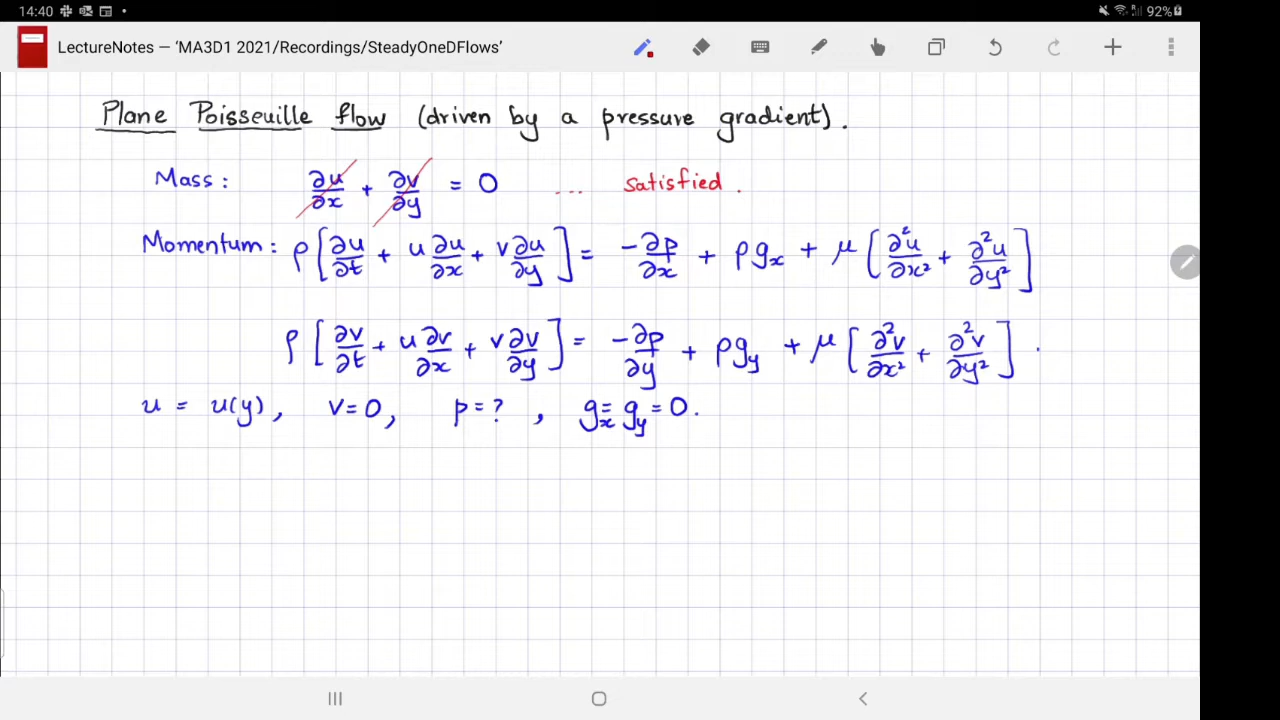 14:40
92%
LectureNotes — ‘MA3D1 2021/Recordings/SteadyOneDFlows’
Plane Poisseuille flow (driven by a pressure gradient).
Mass: ∂u/∂x + ∂v/∂y = 0 ... satisfied.
Momentum: ρ[∂u/∂t + u ∂u/∂x + v ∂u/∂y] = -∂p/∂x + ρg_x + μ[∂²u/∂x² + ∂²u/∂y²]
ρ[∂v/∂t + u ∂v/∂x + v ∂v/∂y] = -∂p/∂y + ρg_y + μ[∂²v/∂x² + ∂²v/∂y²].
u = u(y), v=0, p=?, g_x = g_y = 0.